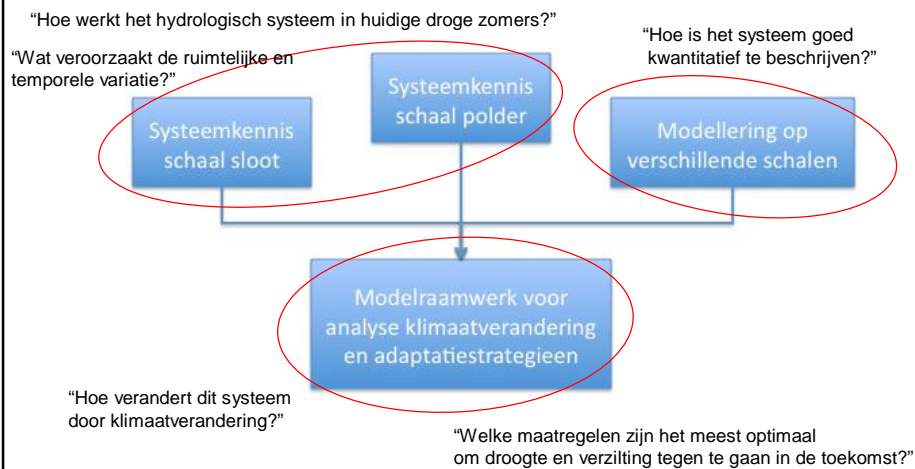 “Hoe werkt het hydrologisch systeem in huidige droge zomers?”
“Wat veroorzaakt de ruimtelijke en
temporele variatie?”
“Hoe is het systeem goed
kwantitatief te beschrijven?”
Systeemkennis
schaal sloot
Systeemkennis
schaal polder
Modellering op
verschillende schalen
Modelraamwerk voor
analyse klimaatverandering
en adaptatiestrategieen
“Hoe verandert dit systeem
door klimaatverandering?”
“Welke maatregelen zijn het meest optimaal
om droogte en verzilting tegen te gaan in de toekomst?”